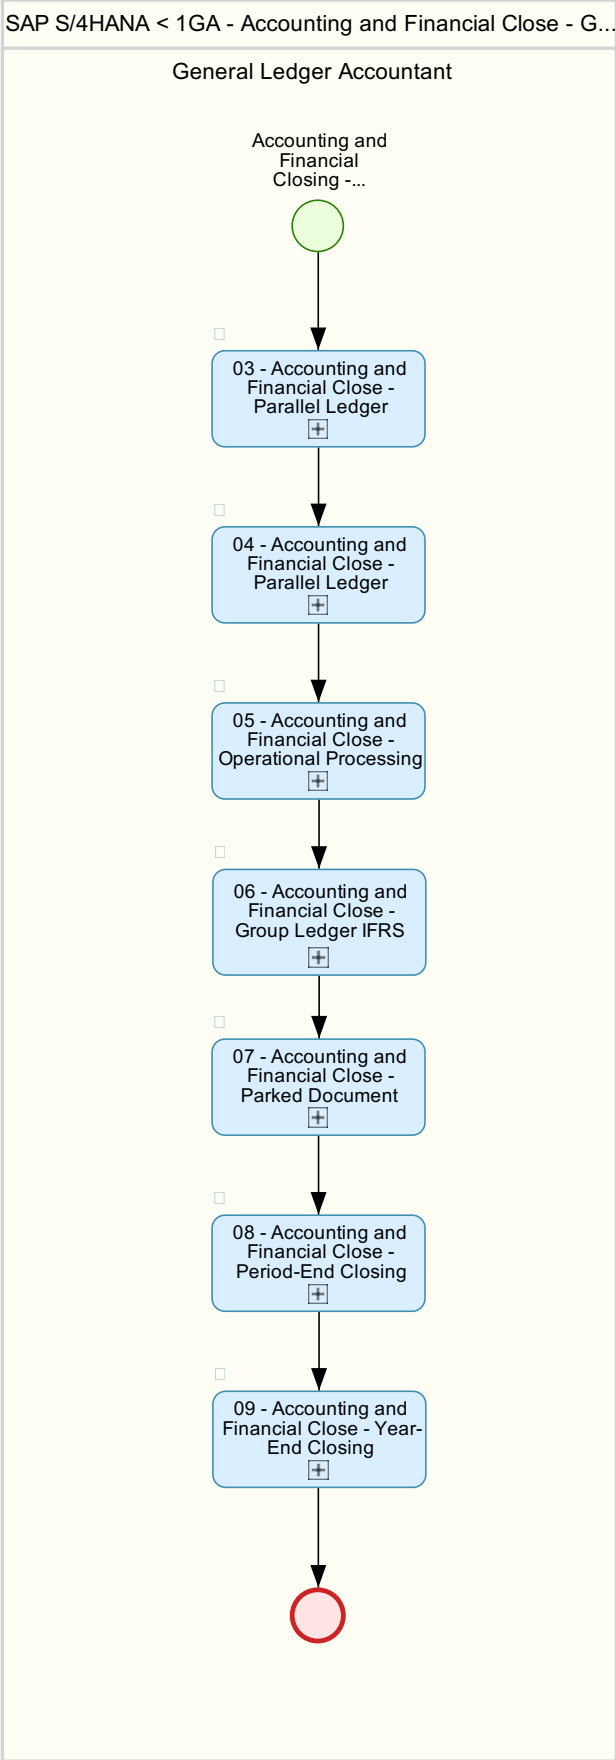 SAP S/4HANA < 1GA - Accounting and Financial Close - G...
General Ledger Accountant
Accounting and
Financial
Closing -...
03 - Accounting and
Financial Close -
Parallel Ledger
04 - Accounting and
Financial Close -
Parallel Ledger
05 - Accounting and
Financial Close -
Operational Processing
06 - Accounting and
Financial Close -
Group Ledger IFRS
07 - Accounting and
Financial Close -
Parked Document
08 - Accounting and
Financial Close -
Period-End Closing
09 - Accounting and
Financial Close - Year-
End Closing